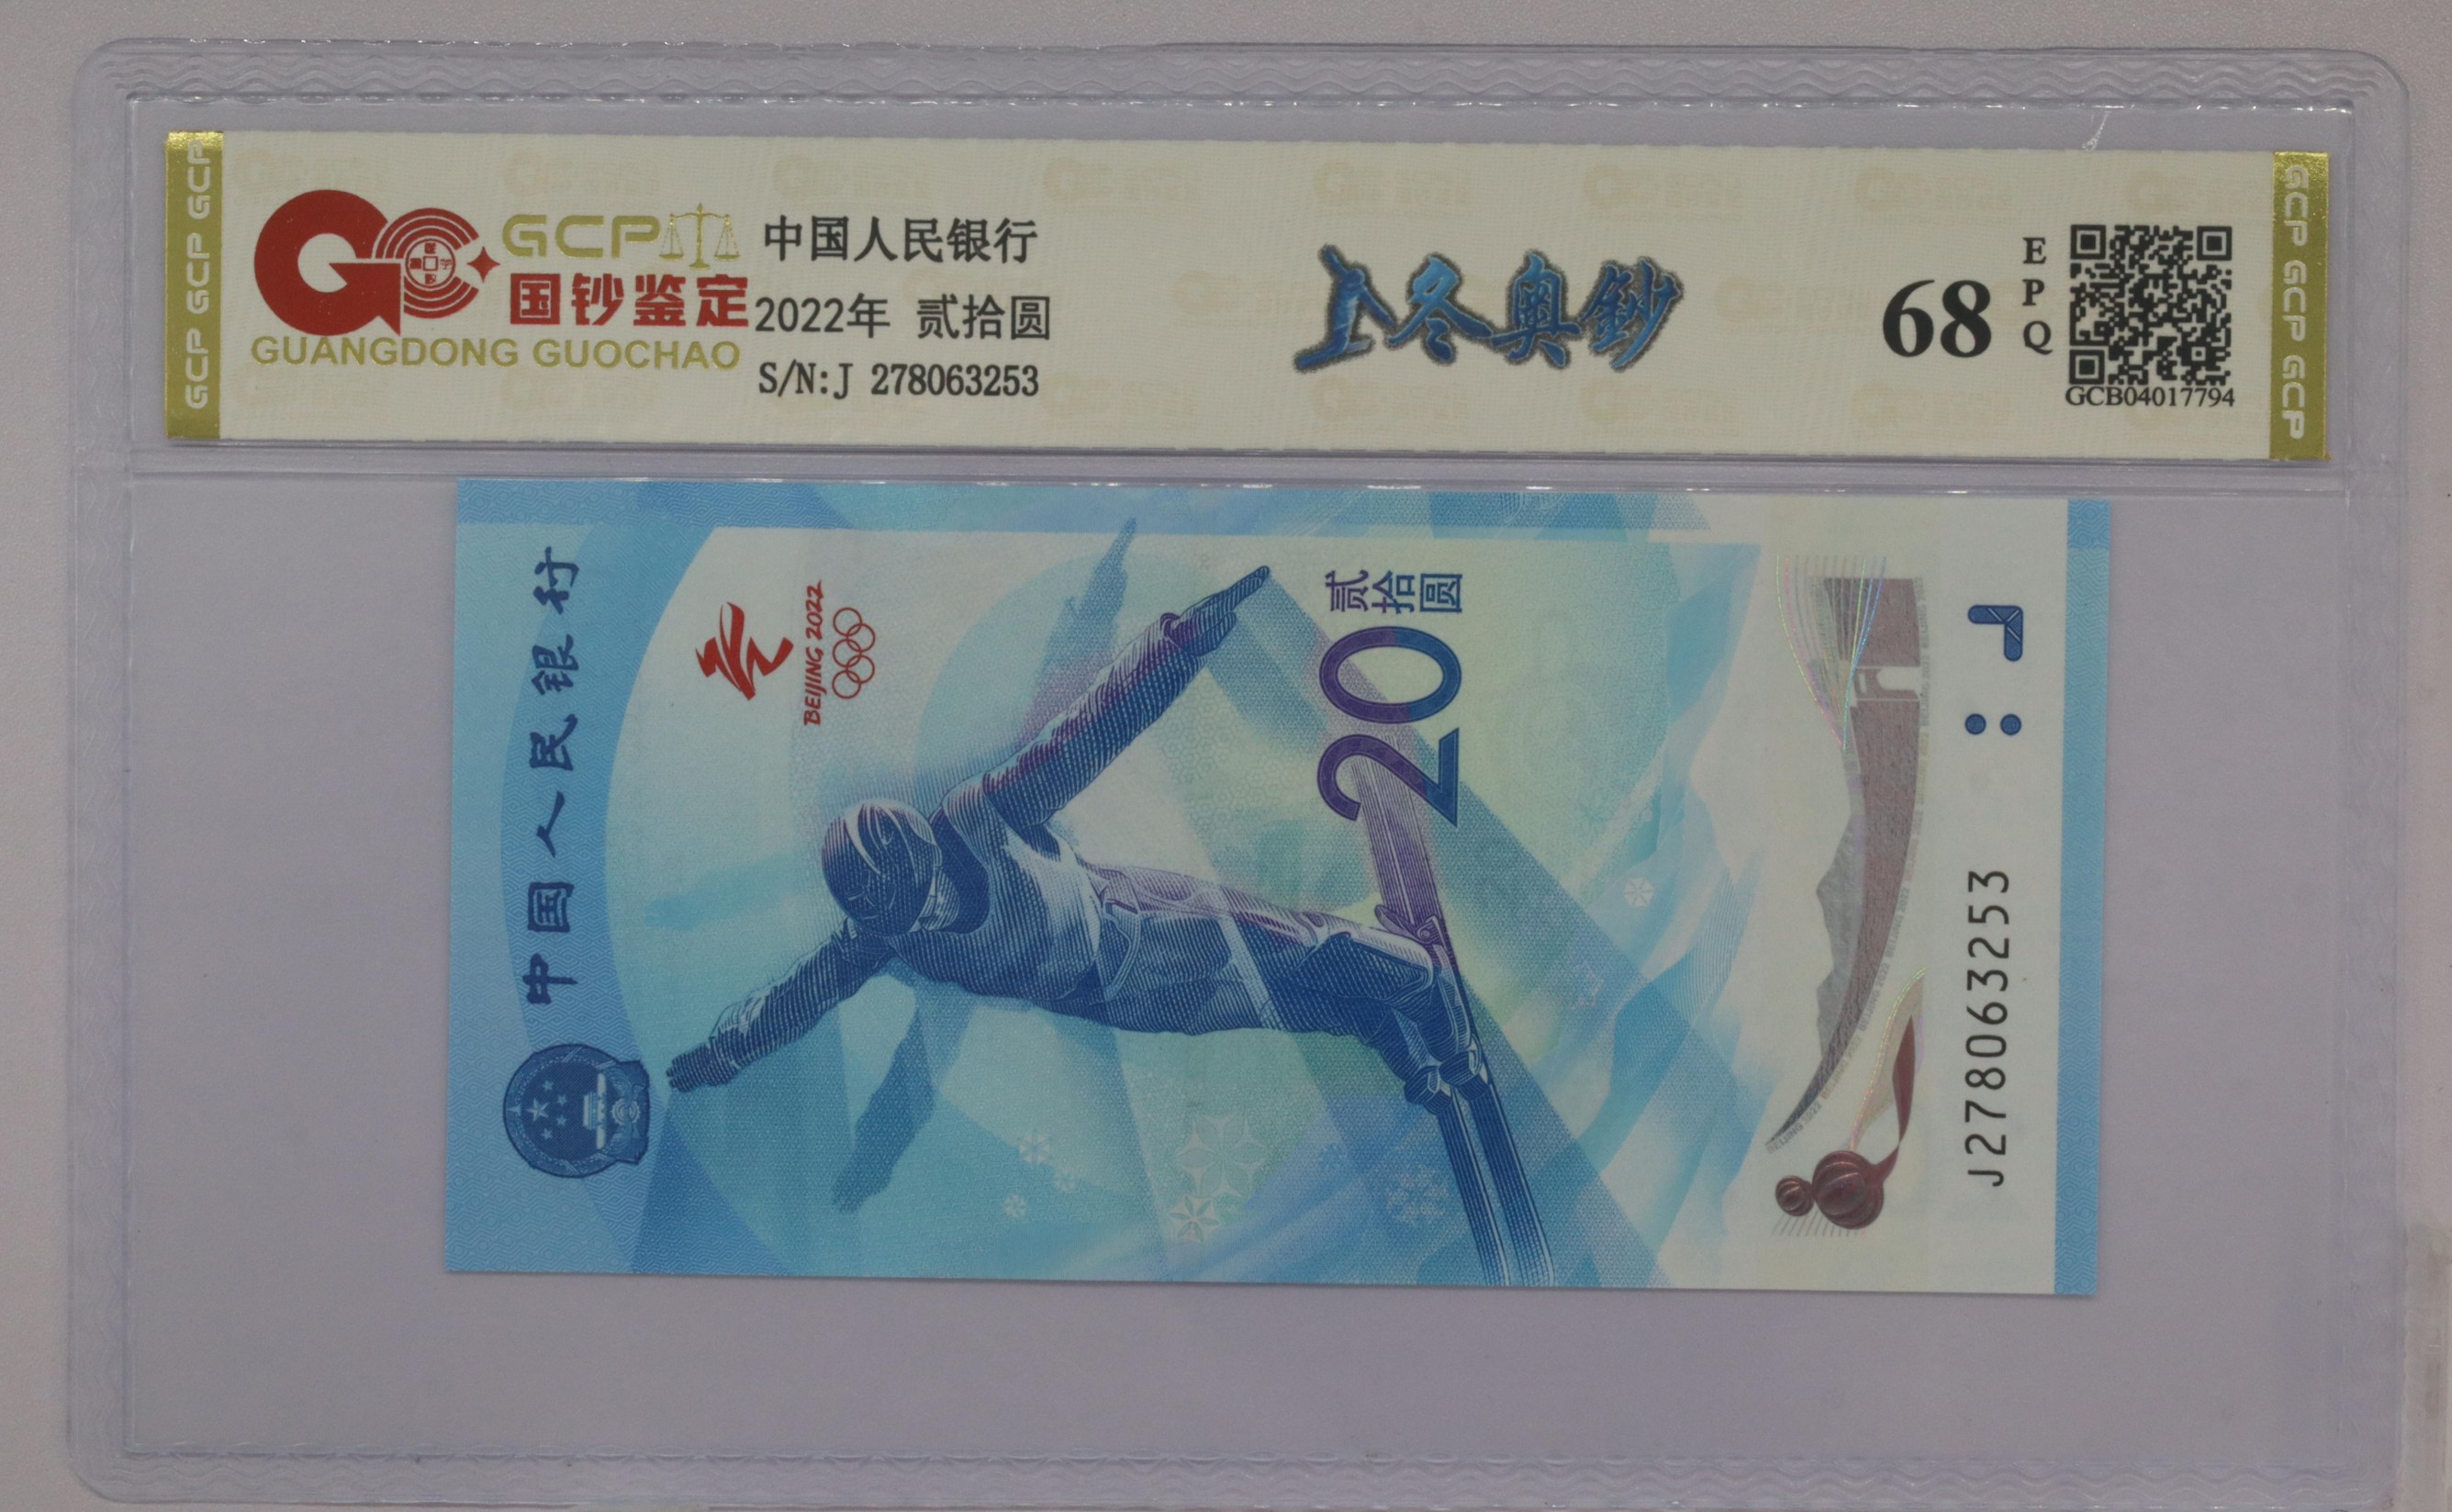 GCP GCP GCP
GCP
国钞鉴定
GUANGDONG GUOCHAO
中国人民银行
2022年 贰拾圆
S/N:J 278063253
冬奥鈔
68
EPQ
GCB04017794
GCP GCP GCP
中国人民银行
BEIJING 2022
贰拾圆
20
J278063253